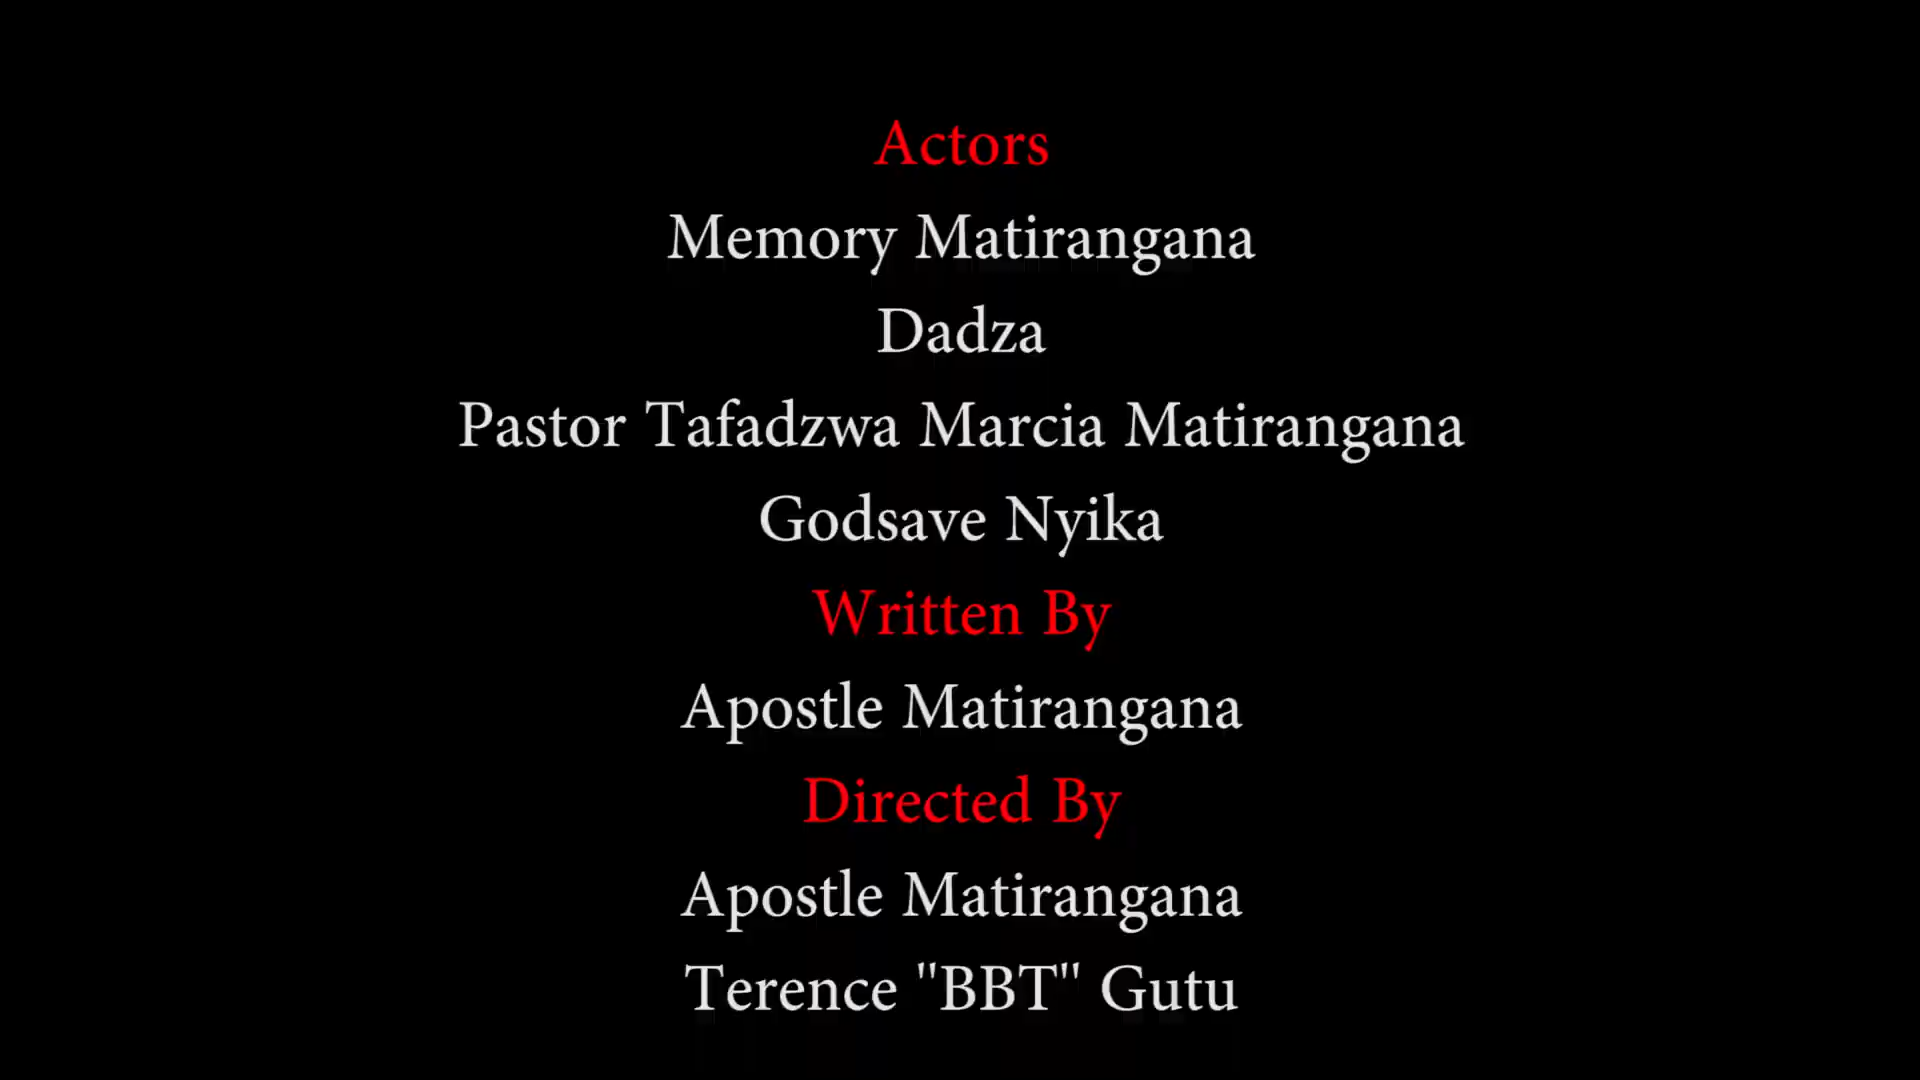 Actors
Memory Matirangana
Dadza
Pastor Tafadzwa Marcia Matirangana
Godsave Nyika
Written By
Apostle Matirangana
Directed By
Apostle Matirangana
Terence "BBT" Gutu